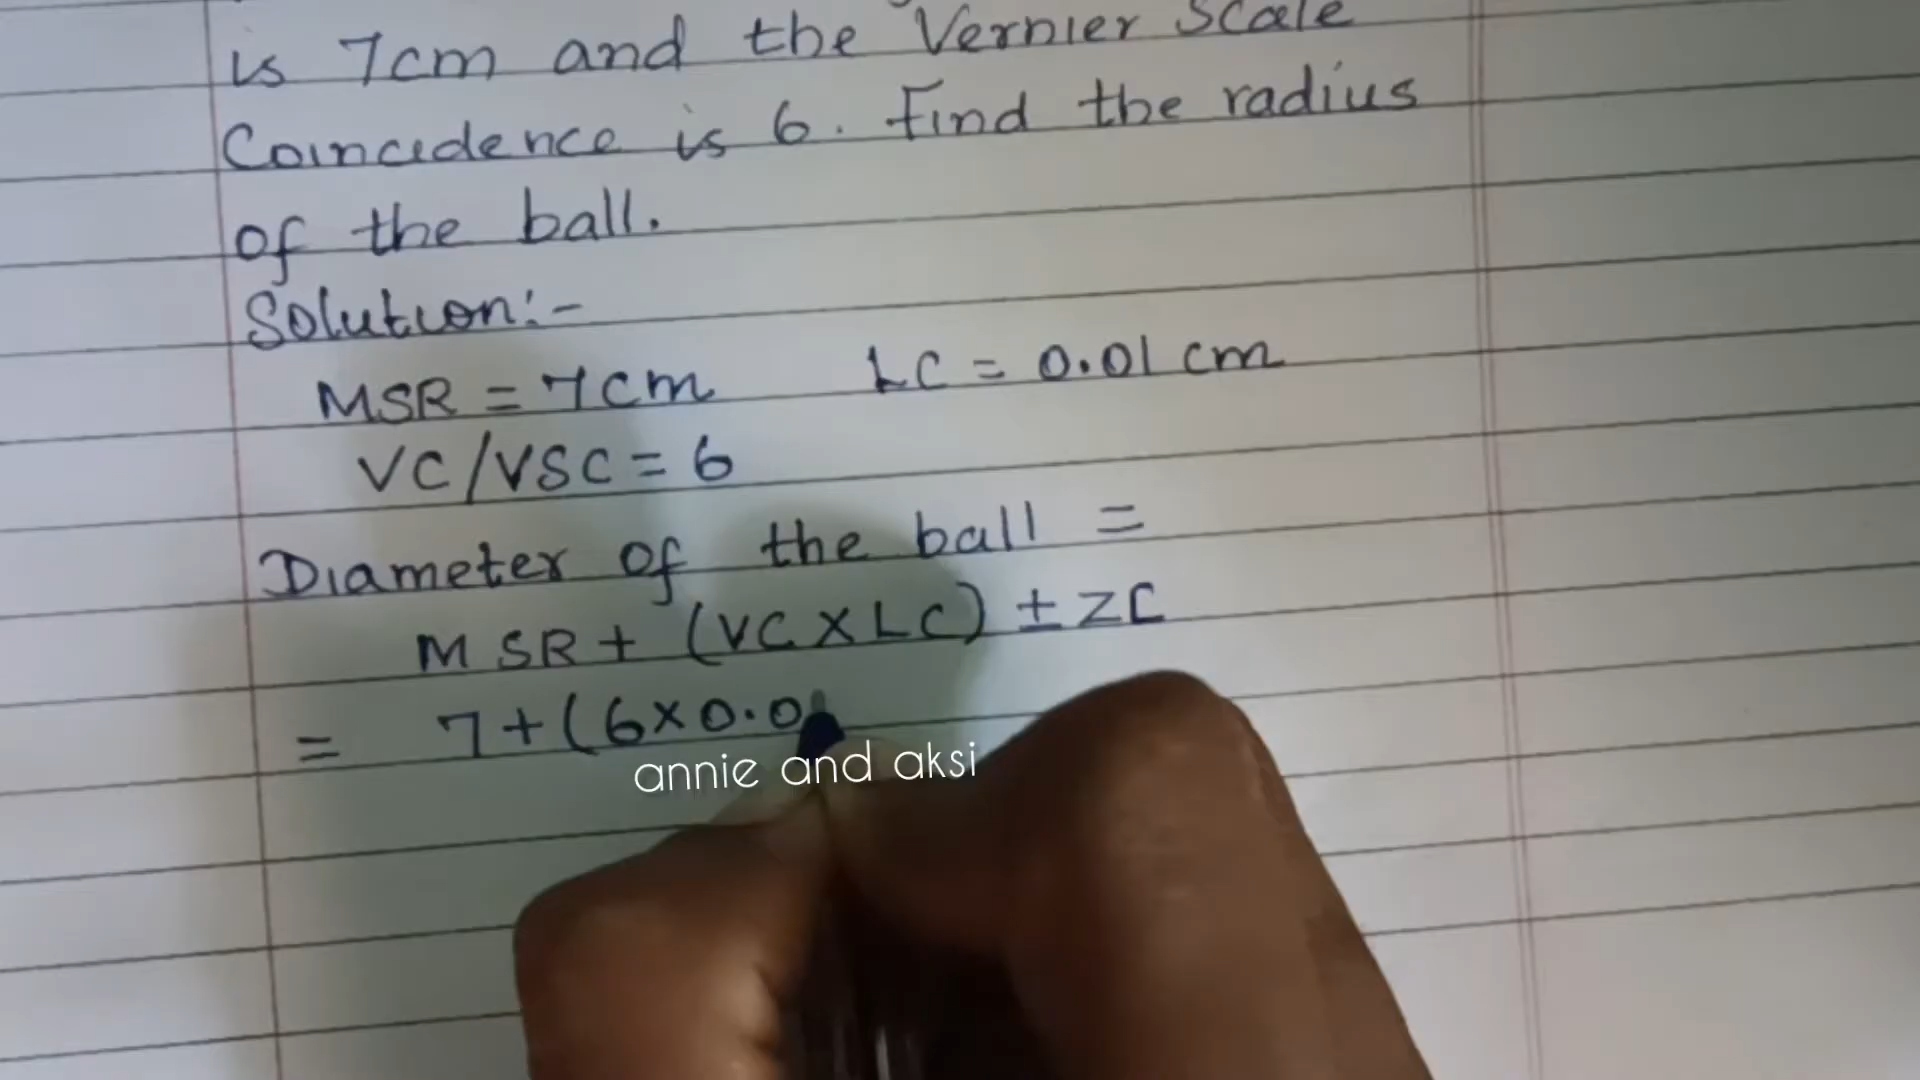 is 7cm and the Vernier Scale
Coincidence is 6. Find the radius
of the ball.
Solution:-
MSR = 7cm LC = 0.01 cm
VC/VSC = 6
Diameter of the ball =
MSR + (VC X LC) ± ZC
= 7 + ( 6 × 0.0
annie and aksi